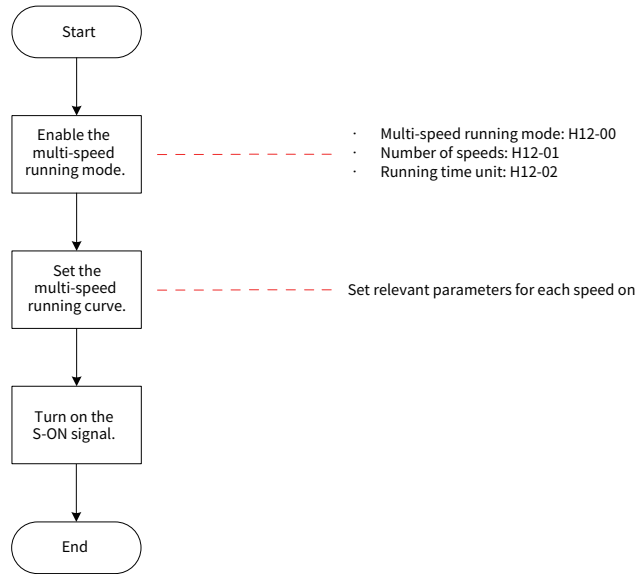 Start
Enable the
multi-speed
running mode.
· Multi-speed running mode: H12-00
· Number of speeds: H12-01
· Running time unit: H12-02
Set the
multi-speed
running curve.
Set relevant parameters for each speed on
Turn on the
S-ON signal.
End